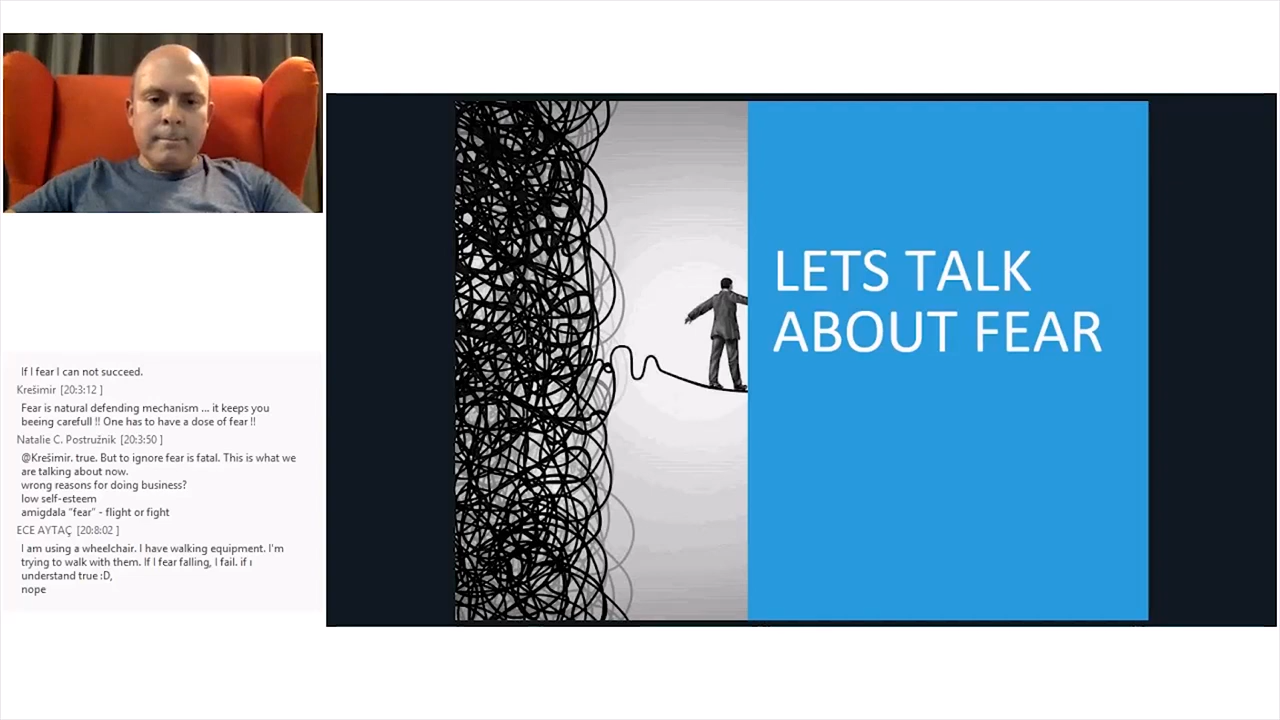 If I fear I can not succeed.
Krešimir [20:3:12 ]
Fear is natural defending mechanism ... it keeps you
beeing carefull !! One has to have a dose of fear !!
Natalie C. Postružnik [20:3:50 ]
@Krešimir. true. But to ignore fear is fatal. This is what we
are talking about now.
wrong reasons for doing business?
low self-esteem
amigdala "fear" - flight or fight
ECE AYTAÇ [20:8:02 ]
I am using a wheelchair. I have walking equipment. I'm
trying to walk with them. If I fear falling, I fail. if ı
understand true :D,
nope
LETS TALK
ABOUT FEAR